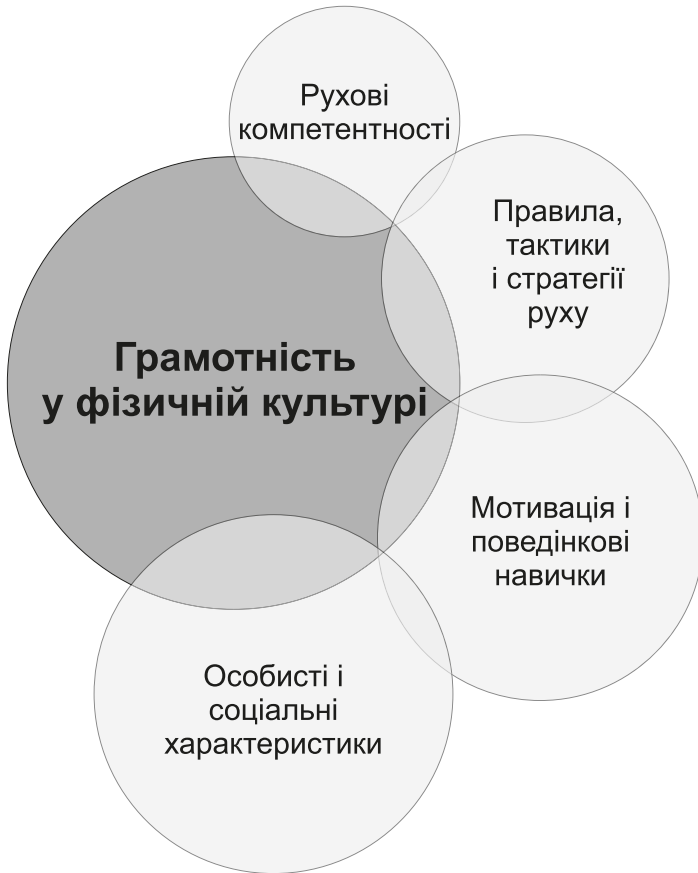 Рухові
компетентності
Правила,
тактики
і стратегії
руху
Грамотність
у фізичній культурі
Мотивація і
поведінкові
навички
Особисті і
соціальні
характеристики